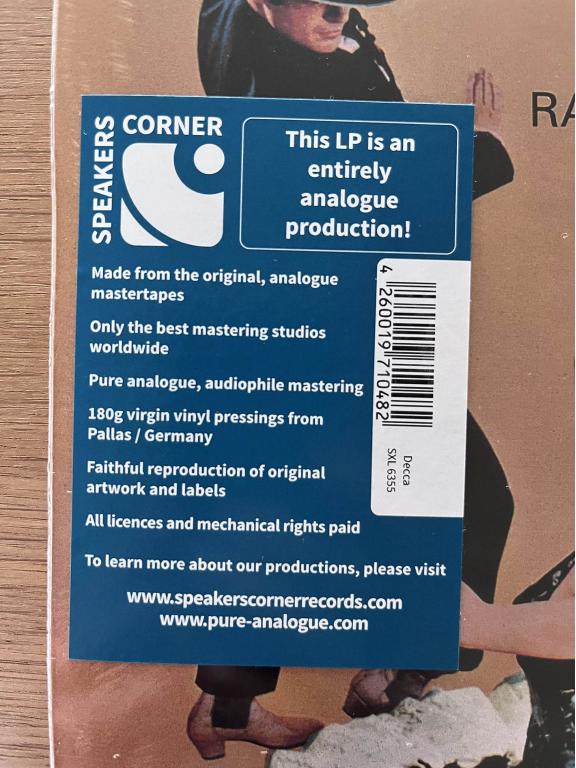 RA
SPEAKERS
CORNER
This LP is an
entirely
analogue
production!
Made from the original, analogue
mastertapes
Only the best mastering studios
worldwide
Pure analogue, audiophile mastering
180g virgin vinyl pressings from
Pallas / Germany
Faithful reproduction of original
artwork and labels
All licences and mechanical rights paid
To learn more about our productions, please visit
www.speakerscornerrecords.com
www.pure-analogue.com
4 260019 710482
Decca
SXL 6355